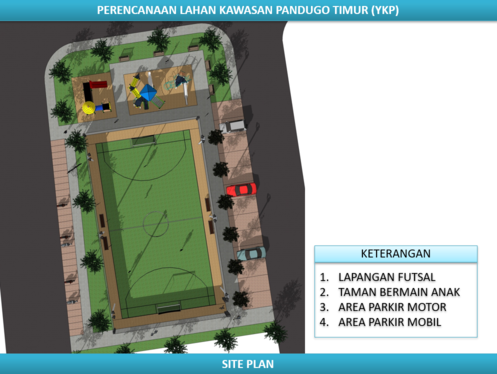 PERENCANAAN LAHAN KAWASAN PANDUGO TIMUR (YKP)
KETERANGAN
1. LAPANGAN FUTSAL
2. TAMAN BERMAIN ANAK
3. AREA PARKIR MOTOR
4. AREA PARKIR MOBIL
SITE PLAN